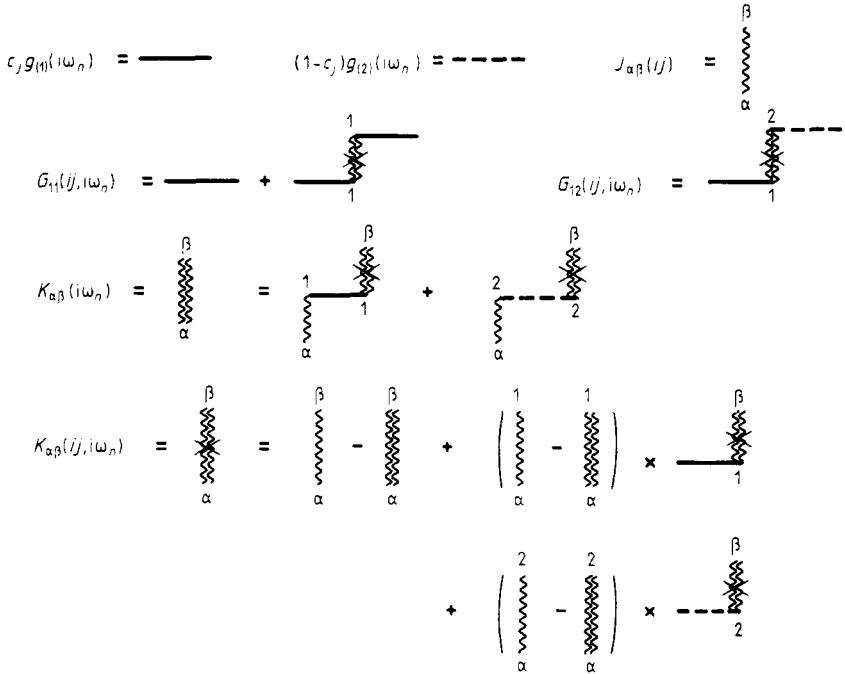 c_j g_(1)(iω_n) = (1-c_j)g_(2)(iω_n) = J_αβ(ij) = β α
G_11(ij,iω_n) = + 1 1 G_12(ij,iω_n) = 2 1
K_αβ(iω_n) = β α = 1 α β 1 + 2 α β 2
K_αβ(ij,iω_n) = β α = β α - β α + ( 1 α - 1 α ) × β 1
+ ( 2 α - 2 α ) × β 2